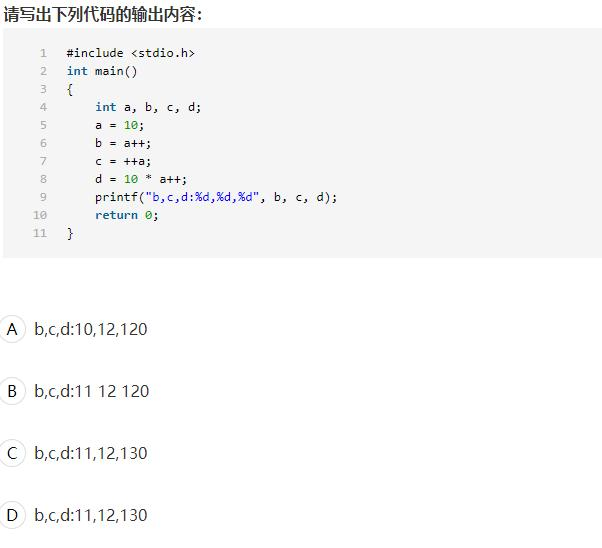 请写出下列代码的输出内容：
1 #include <stdio.h>
2 int main()
3 {
4 int a, b, c, d;
5 a = 10;
6 b = a++;
7 c = ++a;
8 d = 10 * a++;
9 printf("b,c,d:%d,%d,%d", b, c, d);
10 return 0;
11 }
A b,c,d:10,12,120
B b,c,d:11 12 120
C b,c,d:11,12,130
D b,c,d:11,12,130